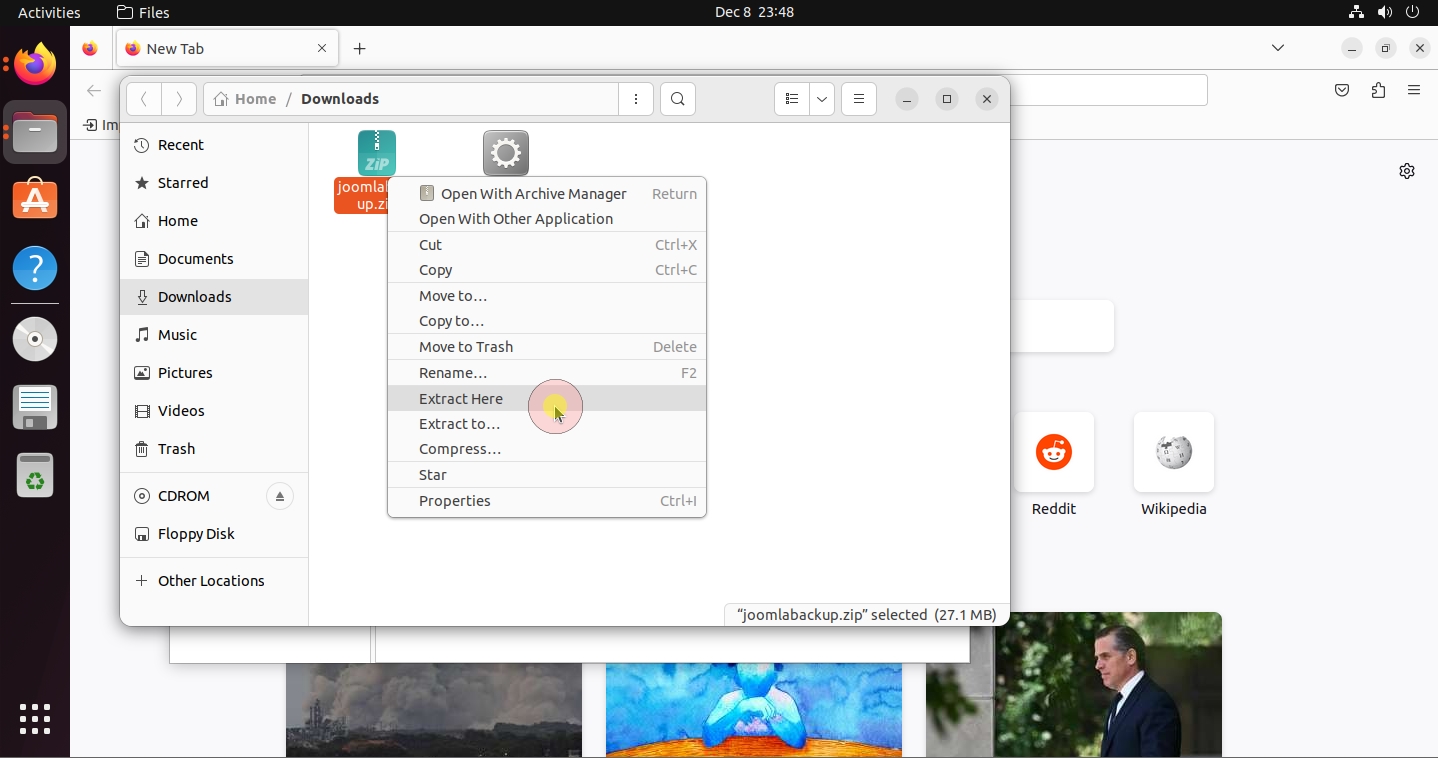 Activities
Files
Dec 8 23:48
New Tab
Im
Home / Downloads
Recent
Starred
Home
Documents
Downloads
Music
Pictures
Videos
Trash
CDROM
Floppy Disk
Other Locations
ZiP
joomla
up.zi
Open With Archive Manager Return
Open With Other Application
Cut Ctrl+X
Copy Ctrl+C
Move to...
Copy to...
Move to Trash Delete
Rename... F2
Extract Here
Extract to...
Compress...
Star
Properties Ctrl+I
"joomlabackup.zip" selected (27.1 MB)
Reddit
Wikipedia